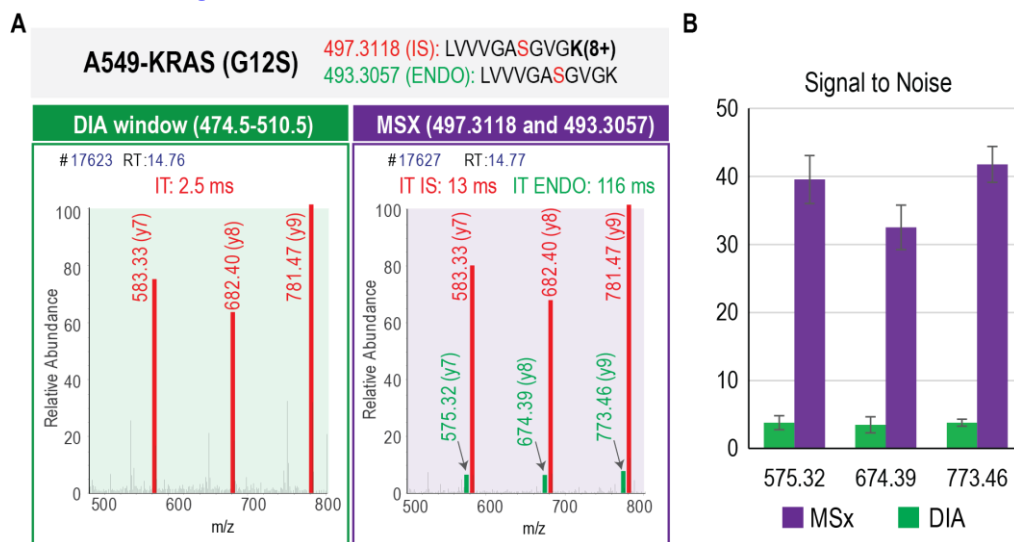 A
A549-KRAS (G12S)
497.3118 (IS): LVVVGASGVGK(8+)
493.3057 (ENDO): LVVVGASGVGK
DIA window (474.5-510.5)
#17623 RT:14.76
IT: 2.5 ms
Relative Abundance
100
80
60
40
20
0
583.33 (y7)
682.40 (y8)
781.47 (y9)
500 600 700 800
m/z
MSX (497.3118 and 493.3057)
#17627 RT:14.77
IT IS: 13 ms IT ENDO: 116 ms
Relative Abundance
100
80
60
40
20
0
583.33 (y7)
682.40 (y8)
781.47 (y9)
575.32 (y7)
674.39 (y8)
773.46 (y9)
500 600 700 800
m/z
B
Signal to Noise
50
40
30
20
10
0
575.32 674.39 773.46
MSx DIA